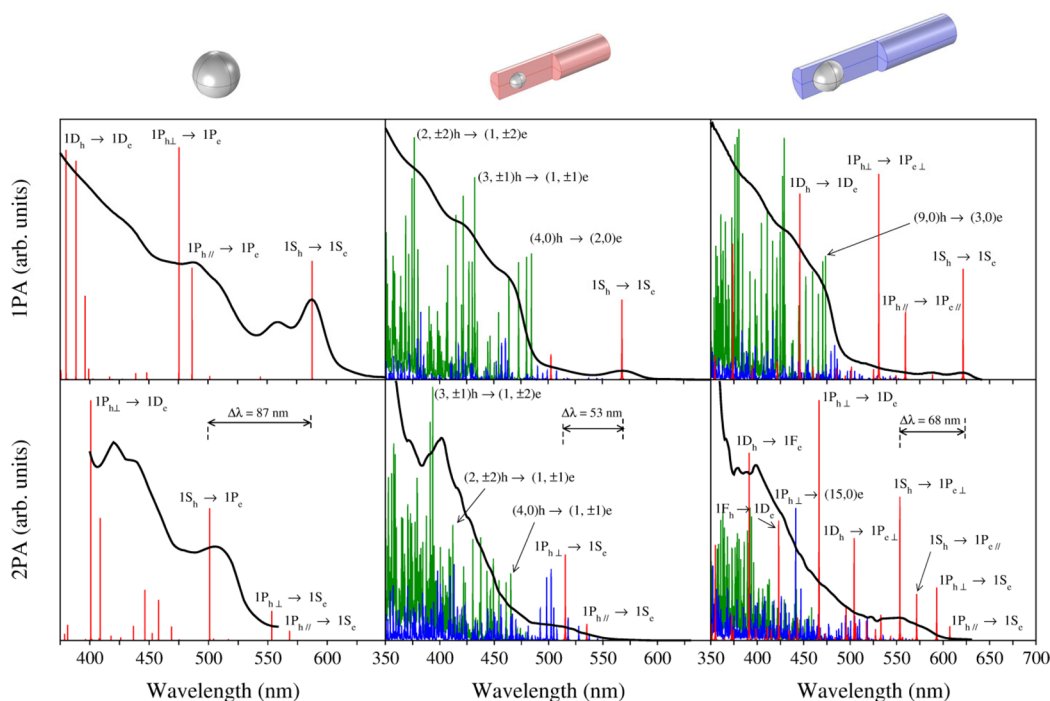 1PA (arb. units)
1D_h → 1D_e
1P_h⊥ → 1P_e
1P_h// → 1P_e
1S_h → 1S_e
(2, ±2)h → (1, ±2)e
(3, ±1)h → (1, ±1)e
(4,0)h → (2,0)e
1S_h → 1S_e
1P_h⊥ → 1P_e⊥
1D_h → 1D_e
(9,0)h → (3,0)e
1S_h → 1S_e
1P_h// → 1P_e//
2PA (arb. units)
1P_h⊥ → 1D_e
Δλ = 87 nm
1S_h → 1P_e
1P_h⊥ → 1S_e
1P_h// → 1S_e
(3, ±1)h → (1, ±2)e
Δλ = 53 nm
(2, ±2)h → (1, ±1)e
(4,0)h → (1, ±1)e
1P_h⊥ → 1S_e
1P_h// → 1S_e
1P_h⊥ → 1D_e
Δλ = 68 nm
1D_h → 1F_e
1P_h⊥ → (15,0)e
1S_h → 1P_e⊥
1F_h → 1D_e
1D_h → 1P_e⊥
1S_h → 1P_e//
1P_h⊥ → 1S_e
1P_h// → 1S_e
400 450 500 550 600 350 400 450 500 550 600 350 400 450 500 550 600 650 700
Wavelength (nm) Wavelength (nm) Wavelength (nm)